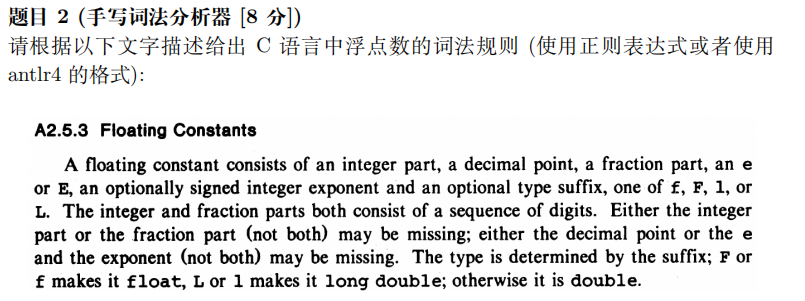 题目 2 (手写词法分析器 [8 分])
请根据以下文字描述给出 C 语言中浮点数的词法规则 (使用正则表达式或者使用
antlr4 的格式):
A2.5.3 Floating Constants
A floating constant consists of an integer part, a decimal point, a fraction part, an e
or E, an optionally signed integer exponent and an optional type suffix, one of f, F, l, or
L. The integer and fraction parts both consist of a sequence of digits. Either the integer
part or the fraction part (not both) may be missing; either the decimal point or the e
and the exponent (not both) may be missing. The type is determined by the suffix; F or
f makes it float, L or l makes it long double; otherwise it is double.